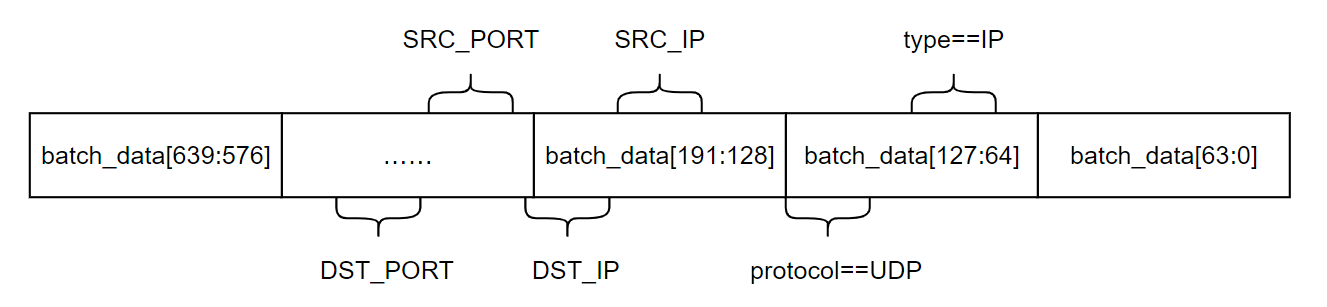 SRC_PORT SRC_IP type==IP
batch_data[639:576] …… batch_data[191:128] batch_data[127:64] batch_data[63:0]
DST_PORT DST_IP protocol==UDP